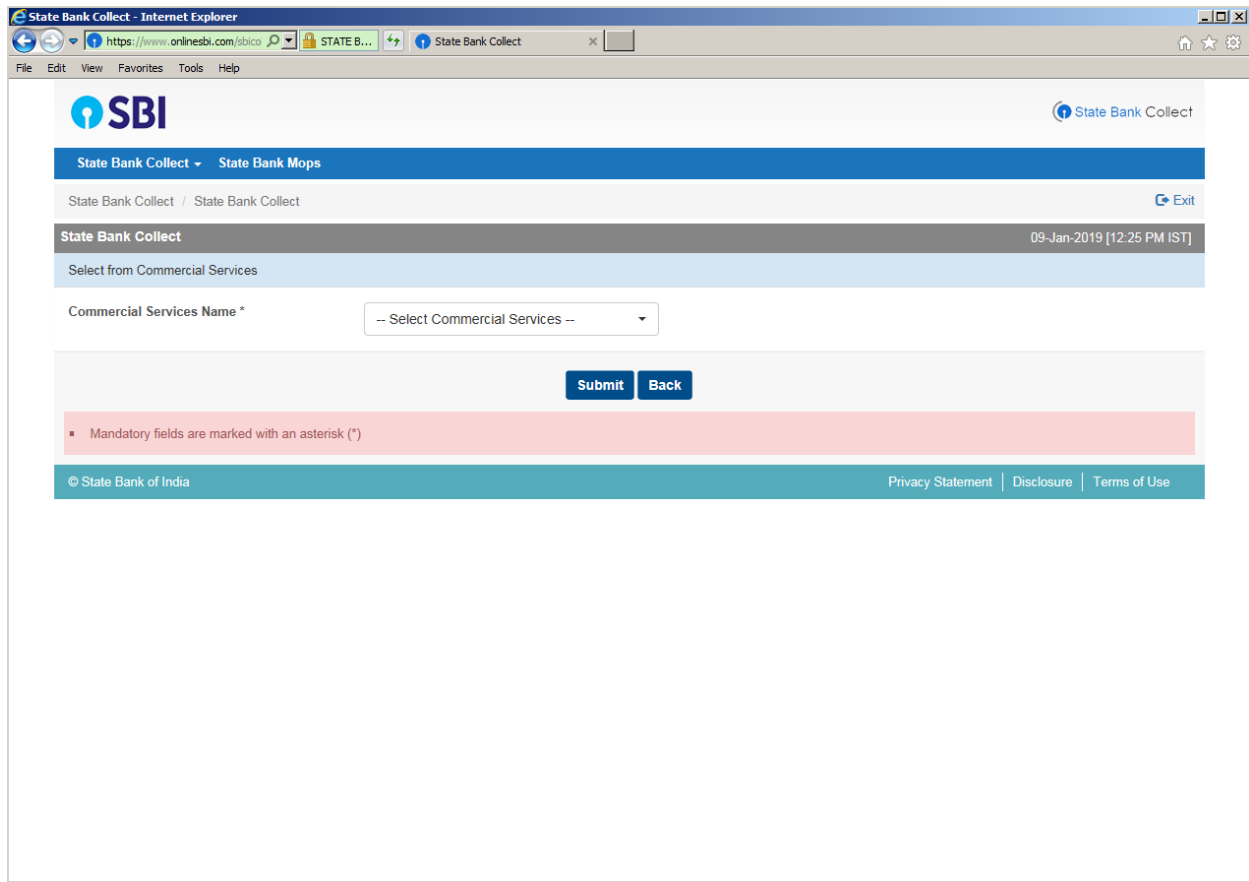 State Bank Collect - Internet Explorer
https://www.onlinesbi.com/sbico STATE B... State Bank Collect
File Edit View Favorites Tools Help
SBI State Bank Collect
State Bank Collect State Bank Mops
State Bank Collect / State Bank Collect Exit
State Bank Collect 09-Jan-2019 [12:25 PM IST]
Select from Commercial Services
Commercial Services Name * -- Select Commercial Services --
Submit Back
Mandatory fields are marked with an asterisk (*)
© State Bank of India Privacy Statement | Disclosure | Terms of Use